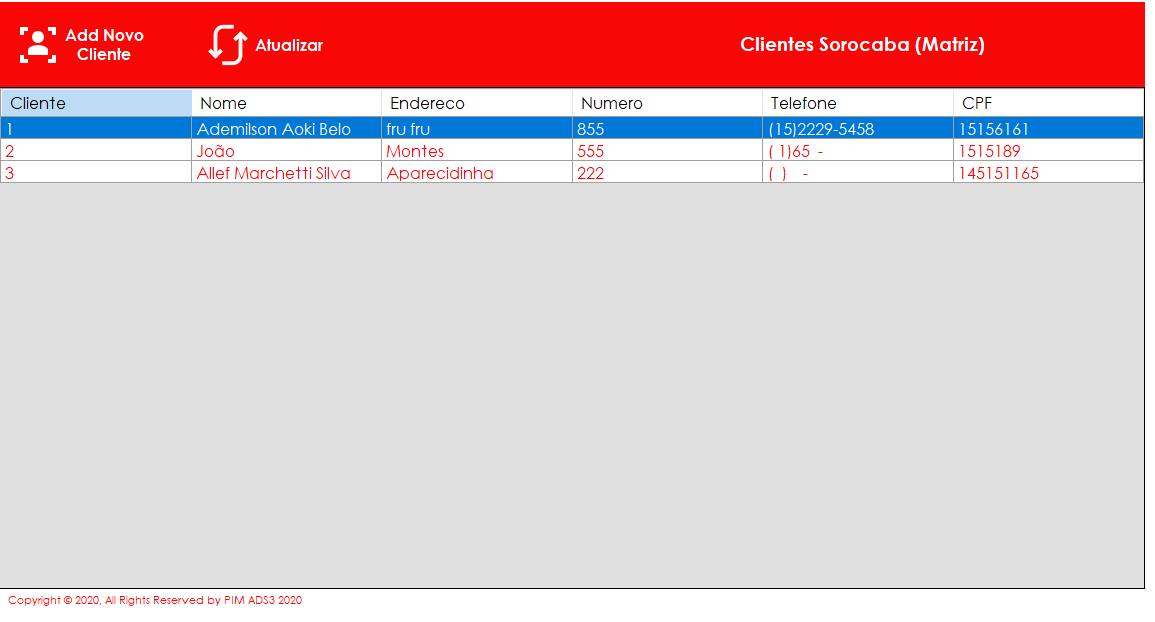 Add Novo
Cliente
Atualizar
Clientes Sorocaba (Matriz)
Cliente Nome Endereco Numero Telefone CPF
1 Ademilson Aoki Belo fru fru 855 (15)2229-5458 15156161
2 João Montes 555 ( 1)65 - 1515189
3 Allef Marchetti Silva Aparecidinha 222 ( ) - 145151165
Copyright © 2020, All Rights Reserved by PIM ADS3 2020